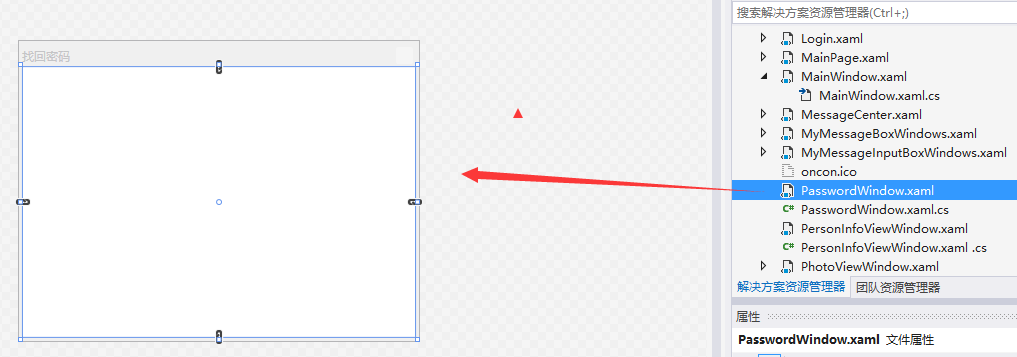 找回密码
搜索解决方案资源管理器(Ctrl+;)
Login.xaml
MainPage.xaml
MainWindow.xaml
MainWindow.xaml.cs
MessageCenter.xaml
MyMessageBoxWindows.xaml
MyMessageInputBoxWindows.xaml
oncon.ico
PasswordWindow.xaml
C# PasswordWindow.xaml.cs
PersonInfoViewWindow.xaml
C# PersonInfoViewWindow.xaml .cs
PhotoViewWindow.xaml
解决方案资源管理器 团队资源管理器
属性
PasswordWindow.xaml 文件属性